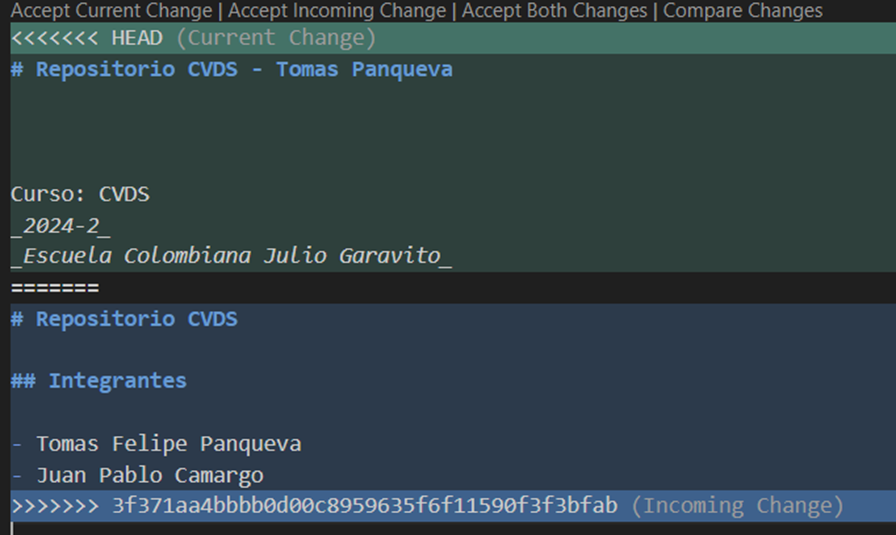 Accept Current Change | Accept Incoming Change | Accept Both Changes | Compare Changes
<<<<<<< HEAD (Current Change)
# Repositorio CVDS - Tomas Panqueva
Curso: CVDS
_2024-2_
_Escuela Colombiana Julio Garavito_
=======
# Repositorio CVDS
## Integrantes
- Tomas Felipe Panqueva
- Juan Pablo Camargo
>>>>>>> 3f371aa4bbbb0d00c8959635f6f11590f3f3bfab (Incoming Change)